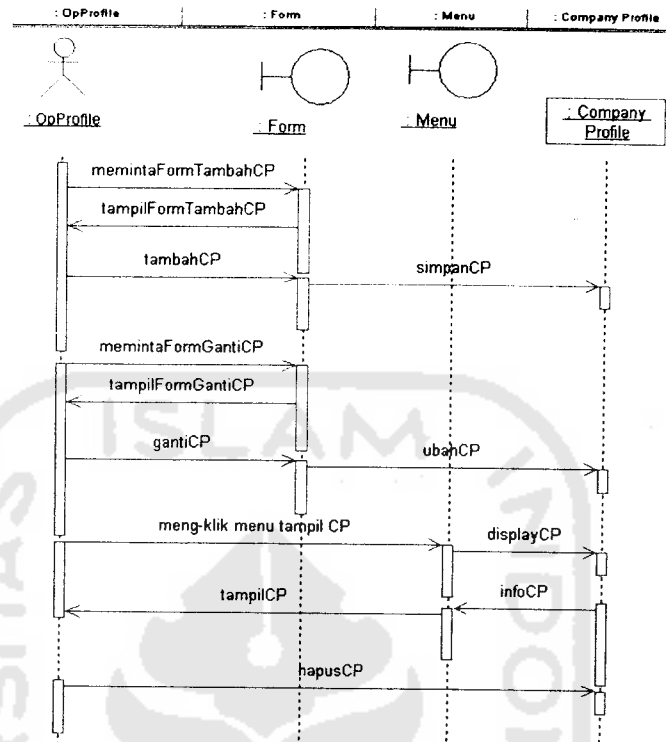 : OpProfile : Form : Menu : Company Profile
: OpProfile
: Form
: Menu
: Company
Profile
memintaFormTambahCP
tampilFormTambahCP
tambahCP
simpanCP
memintaFormGantiCP
tampilFormGantiCP
gantiCP
ubahCP
meng-klik menu tampil CP
displayCP
tampilCP
infoCP
hapusCP
ISLAM